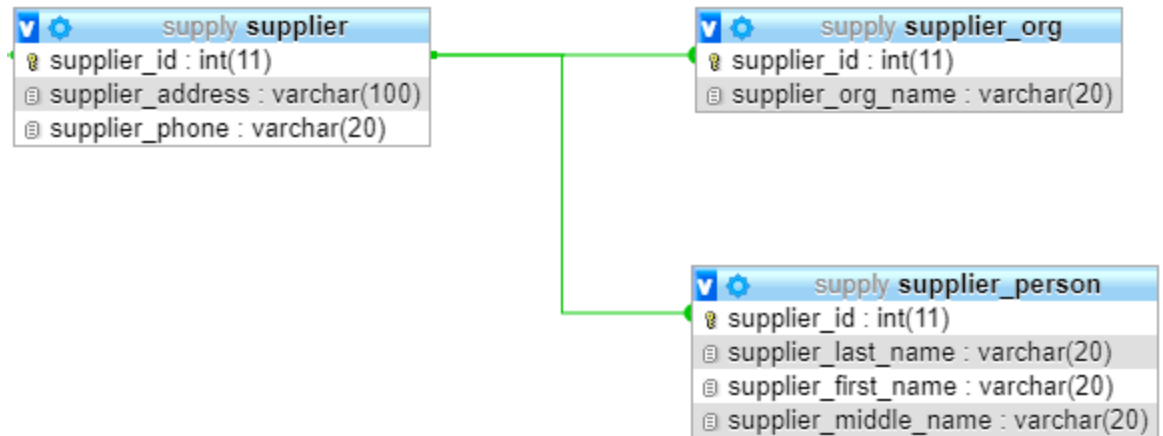 v supply supplier
supplier_id : int(11)
supplier_address : varchar(100)
supplier_phone : varchar(20)
v supply supplier_org
supplier_id : int(11)
supplier_org_name : varchar(20)
v supply supplier_person
supplier_id : int(11)
supplier_last_name : varchar(20)
supplier_first_name : varchar(20)
supplier_middle_name : varchar(20)